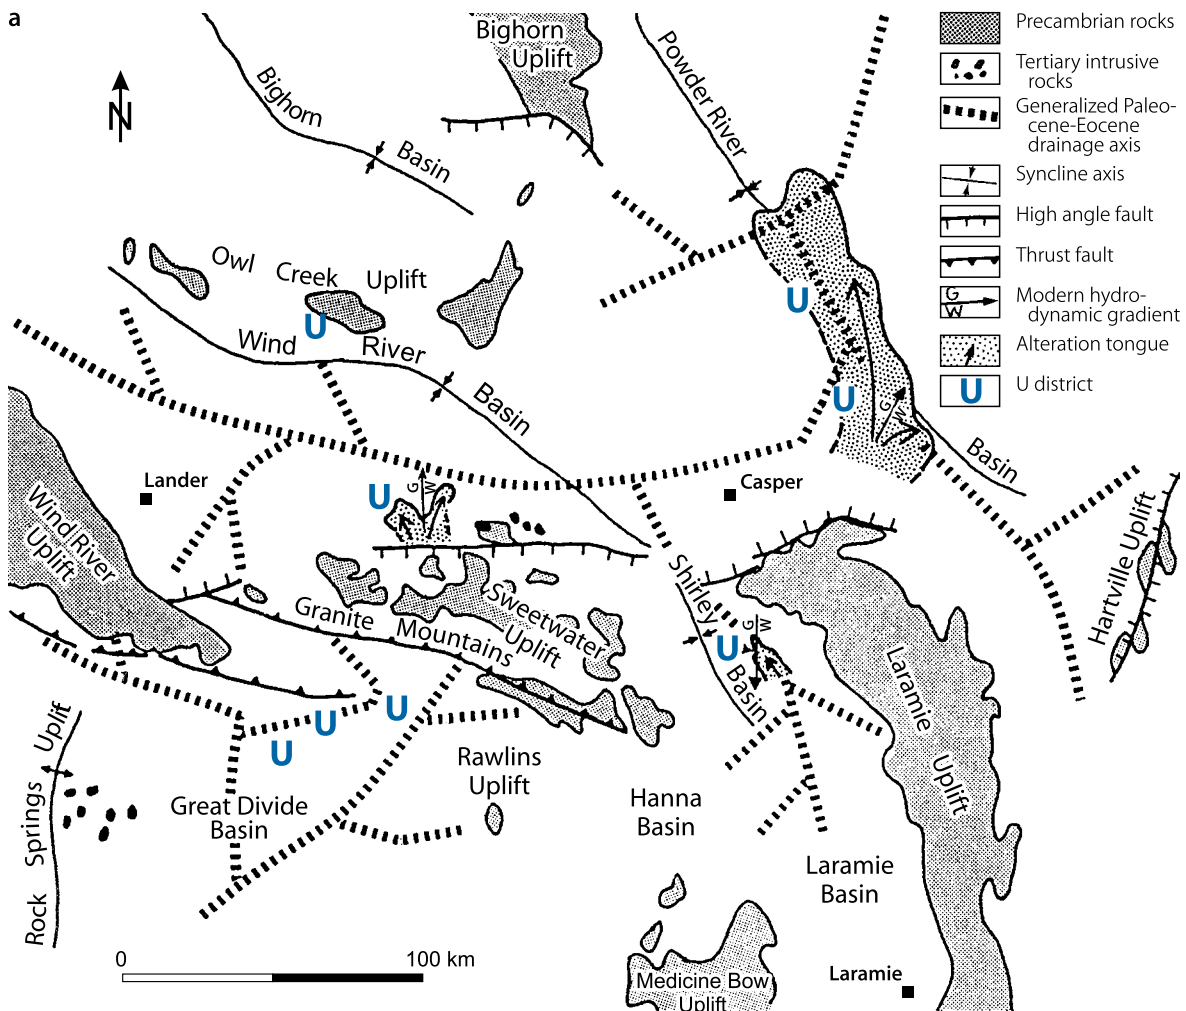 a
N
Bighorn
Uplift
Bighorn
Basin
Powder River
Basin
Owl Creek Uplift
U
Wind River
Basin
U
U
G
W
Lander
U
G
W
Casper
Wind River
Uplift
Granite Mountains
Sweetwater
Uplift
Shirley
Basin
U
G
W
Laramie
Uplift
Hartville Uplift
U
U
U
Rock Springs Uplift
Great Divide
Basin
Rawlins
Uplift
Hanna
Basin
Laramie
Basin
Medicine Bow
Uplift
Laramie
0 100 km
Precambrian rocks
Tertiary intrusive
rocks
Generalized Paleo-
cene-Eocene
drainage axis
Syncline axis
High angle fault
Thrust fault
G
W
Modern hydro-
dynamic gradient
Alteration tongue
U
U district